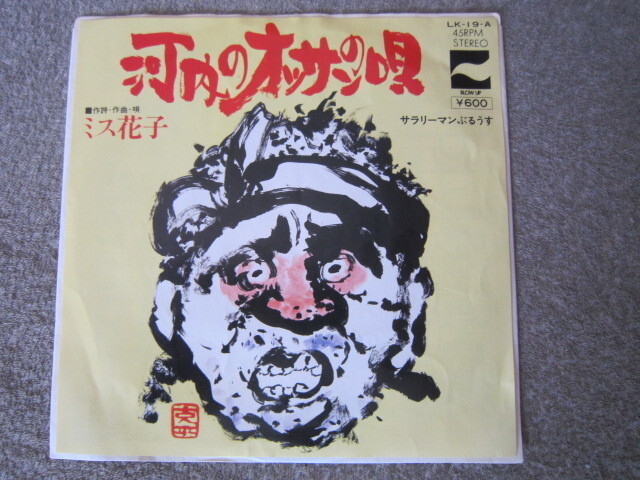 LK-19-A
45RPM
STEREO
BLOW UP
¥600
河内のオッサンの唄
■作詩・作曲・唄
ミス花子
サラリーマンぶるうす